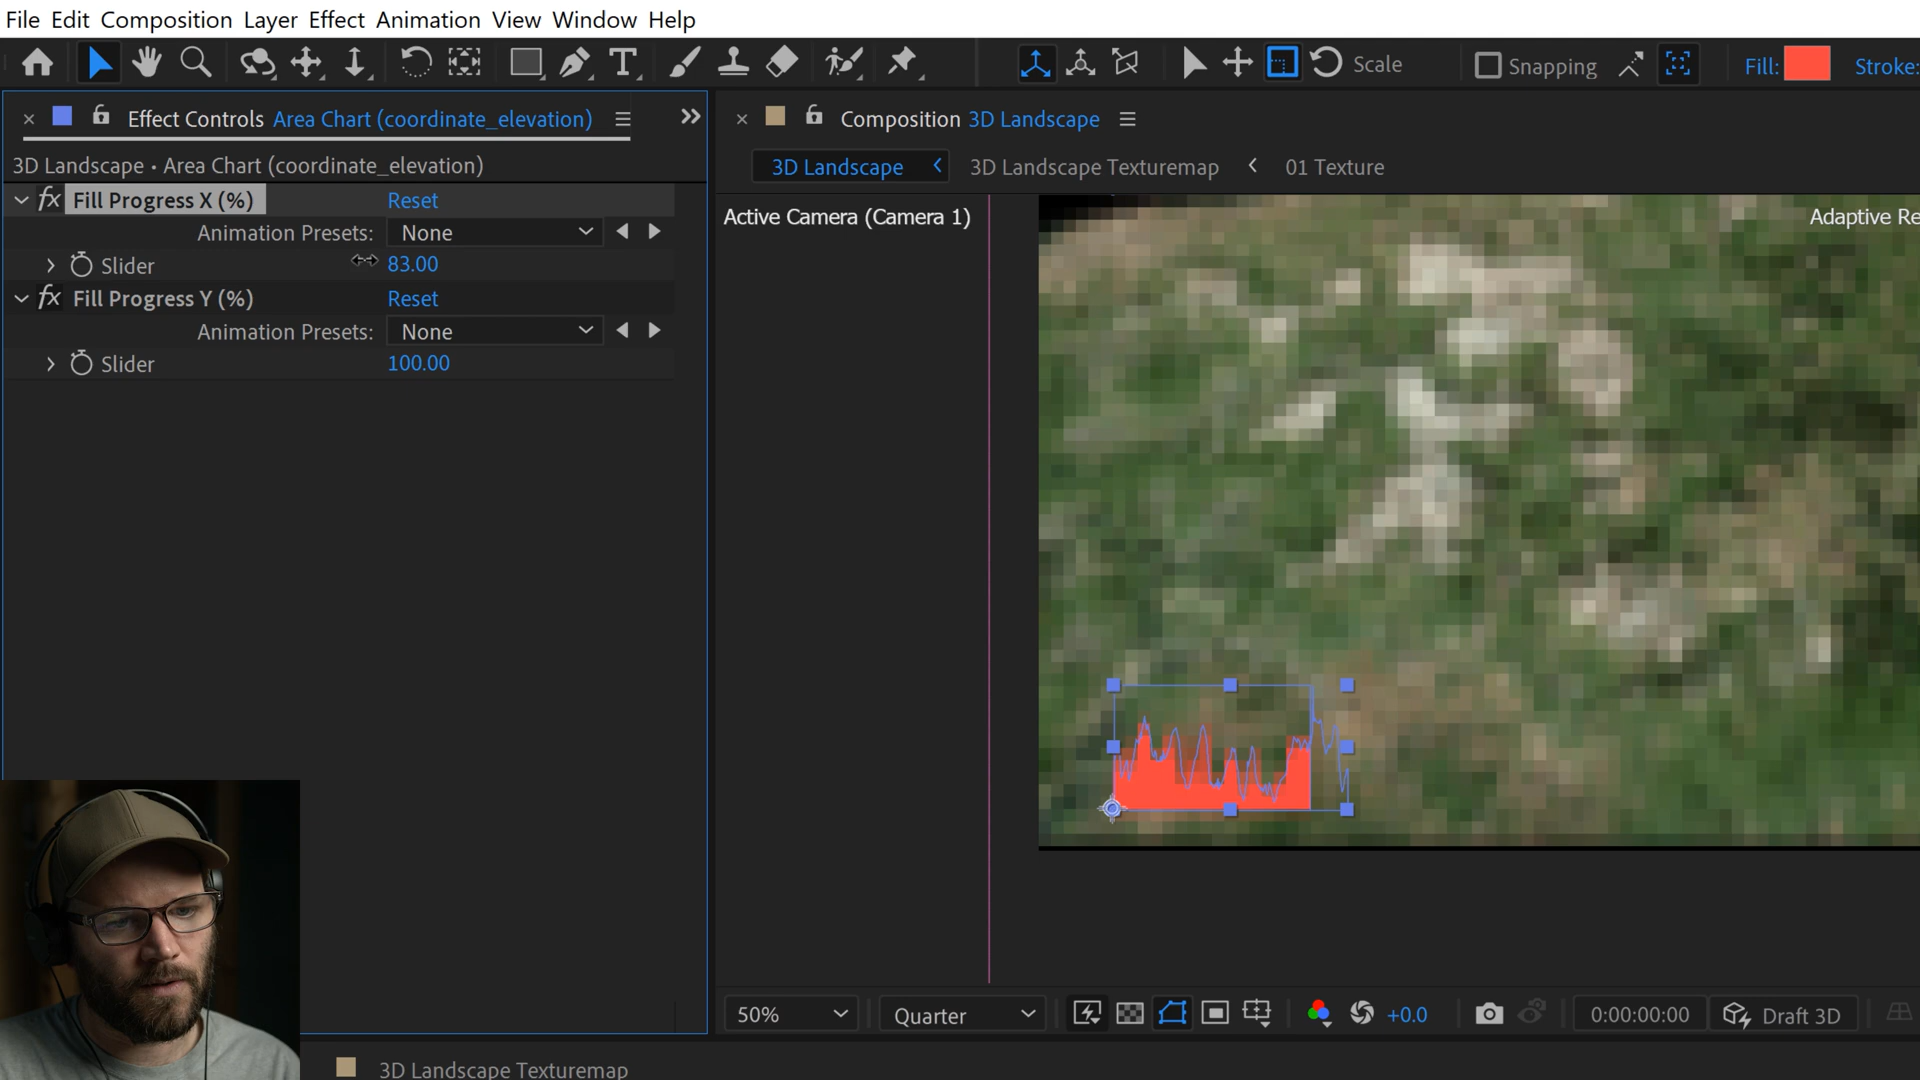 File Edit Composition Layer Effect Animation View Window Help
Scale
Snapping
Fill:
Stroke:
Effect Controls Area Chart (coordinate_elevation)
Composition 3D Landscape
3D Landscape • Area Chart (coordinate_elevation)
3D Landscape
3D Landscape Texturemap
01 Texture
fx Fill Progress X (%) Reset
Animation Presets: None
Slider 83.00
fx Fill Progress Y (%) Reset
Animation Presets: None
Slider 100.00
Active Camera (Camera 1)
Adaptive Re
50%
Quarter
+0.0
0:00:00:00
Draft 3D
3D Landscape Texturemap